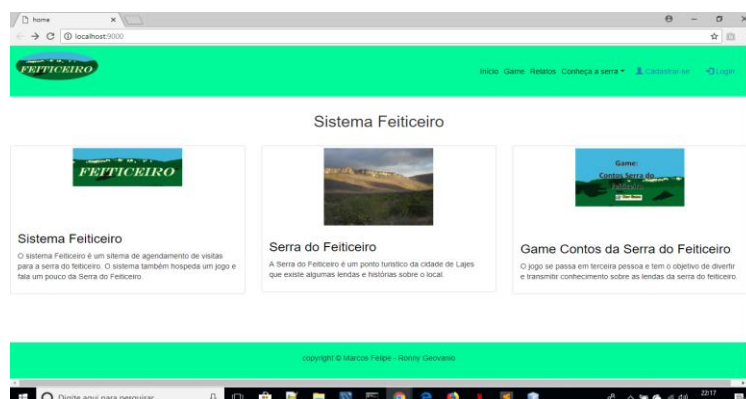 home
localhost:9000
FEITICEIRO
Início Game Relatos Conheça a serra Cadastrar-se Login
Sistema Feiticeiro
FEITICEIRO
Sistema Feiticeiro
O sistema Feiticeiro é um sitema de agendamento de visitas
para a serra do feiticeiro. O sistema também hospeda um jogo e
fala um pouco da Serra do Feiticeiro.
Serra do Feiticeiro
A Serra do Feiticeiro é um ponto turistico da cidade de Lajes
que existe algumas lendas e histórias sobre o local.
Game:
Contos Serra do
Feiticeiro
Game Contos da Serra do Feiticeiro
O jogo se passa em terceira pessoa e tem o objetivo de divertir
e transmitir conhecimento sobre as lendas da serra do feiticeiro.
copyright © Marcos Felipe - Ronny Geovanio
Digite aqui para pesquisar
22:17